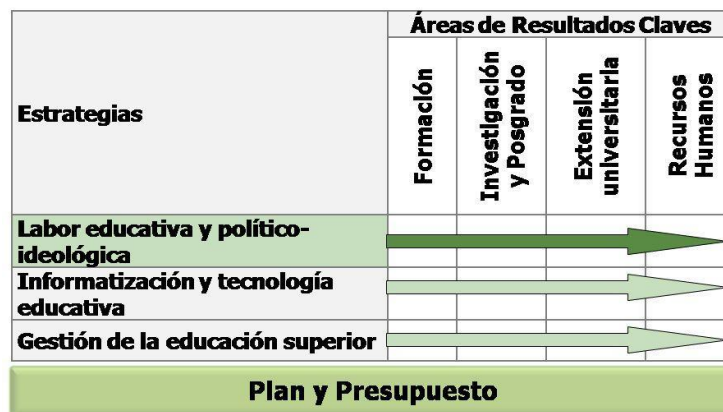 Áreas de Resultados Claves
Estrategias
Formación
Investigación
y Posgrado
Extensión
universitaria
Recursos
Humanos
Labor educativa y político-
ideológica
Informatización y tecnología
educativa
Gestión de la educación superior
Plan y Presupuesto